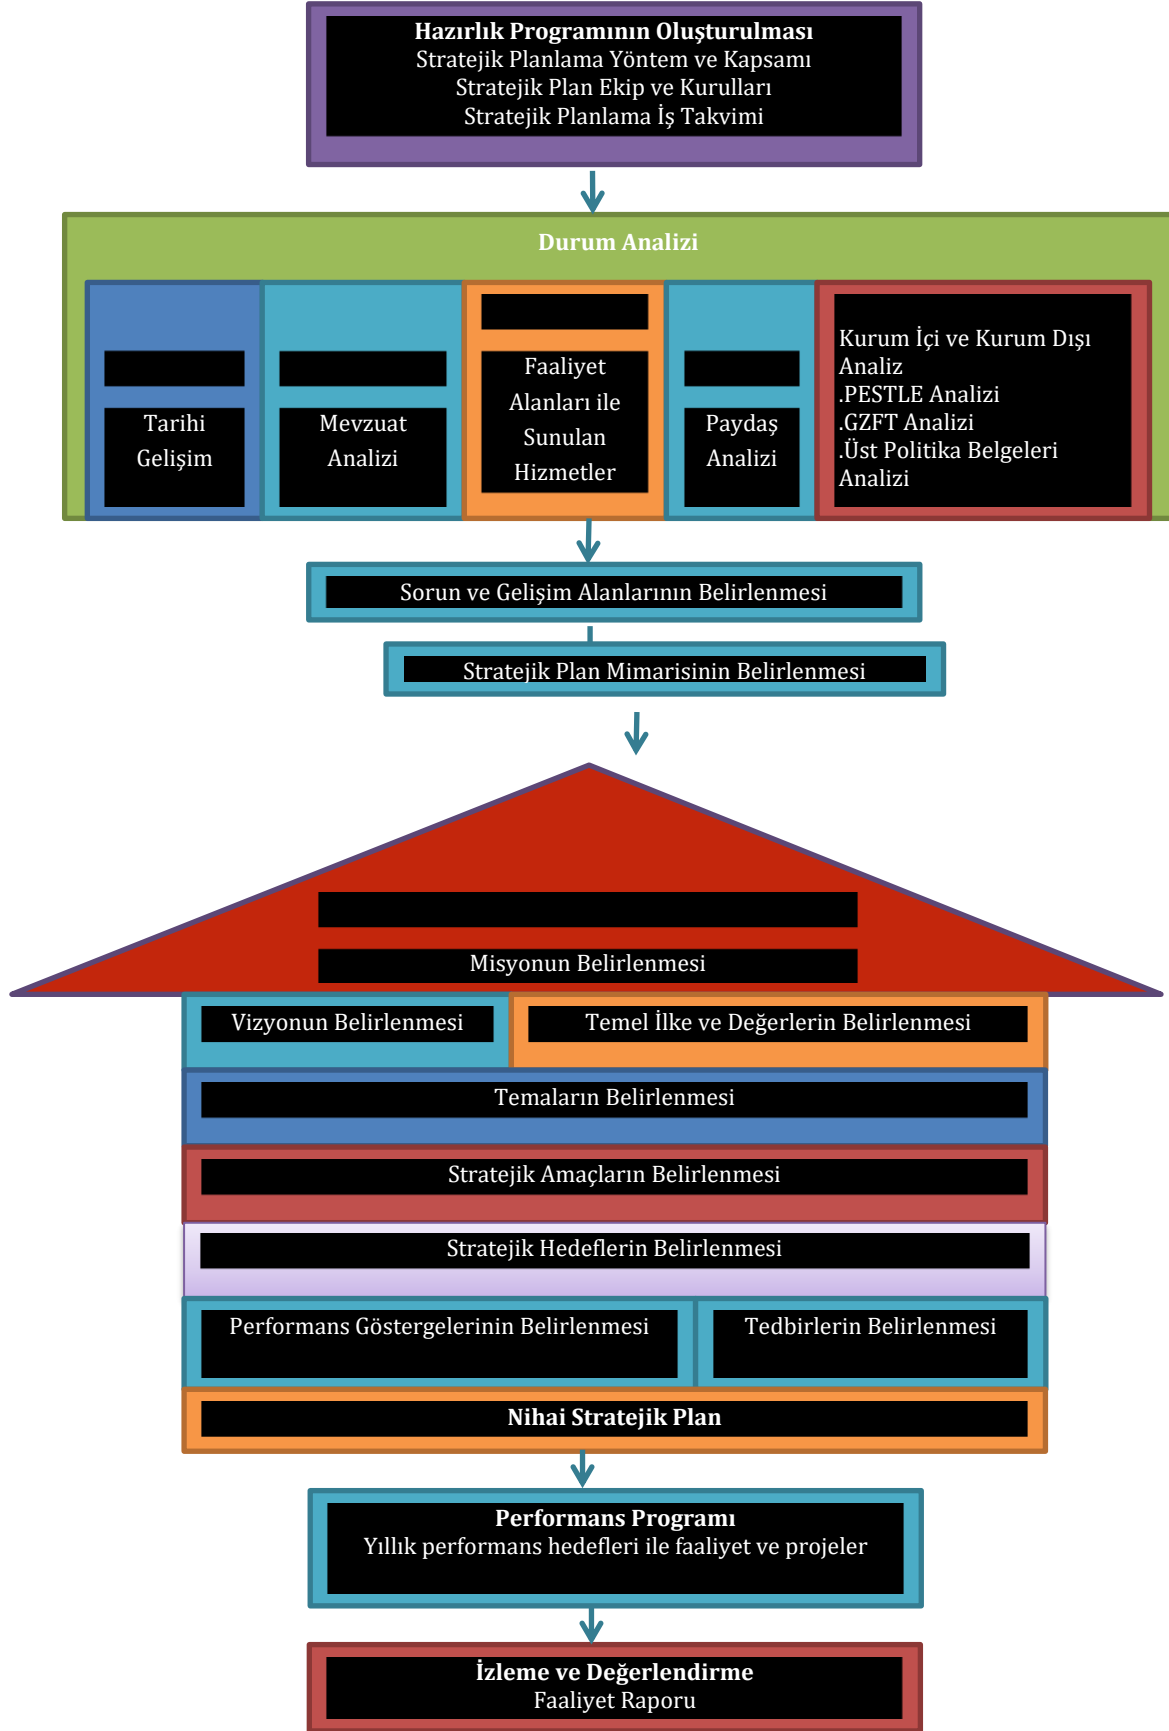 Hazırlık Programının Oluşturulması
Stratejik Planlama Yöntem ve Kapsamı
Stratejik Plan Ekip ve Kurulları
Stratejik Planlama İş Takvimi
Durum Analizi
Tarihi
Gelişim
Mevzuat
Analizi
Faaliyet
Alanları ile
Sunulan
Hizmetler
Paydaş
Analizi
Kurum İçi ve Kurum Dışı
Analiz
.PESTLE Analizi
.GZFT Analizi
.Üst Politika Belgeleri
Analizi
Sorun ve Gelişim Alanlarının Belirlenmesi
Stratejik Plan Mimarisinin Belirlenmesi
Misyonun Belirlenmesi
Vizyonun Belirlenmesi
Temel İlke ve Değerlerin Belirlenmesi
Temaların Belirlenmesi
Stratejik Amaçların Belirlenmesi
Stratejik Hedeflerin Belirlenmesi
Performans Göstergelerinin Belirlenmesi
Tedbirlerin Belirlenmesi
Nihai Stratejik Plan
Performans Programı
Yıllık performans hedefleri ile faaliyet ve projeler
İzleme ve Değerlendirme
Faaliyet Raporu